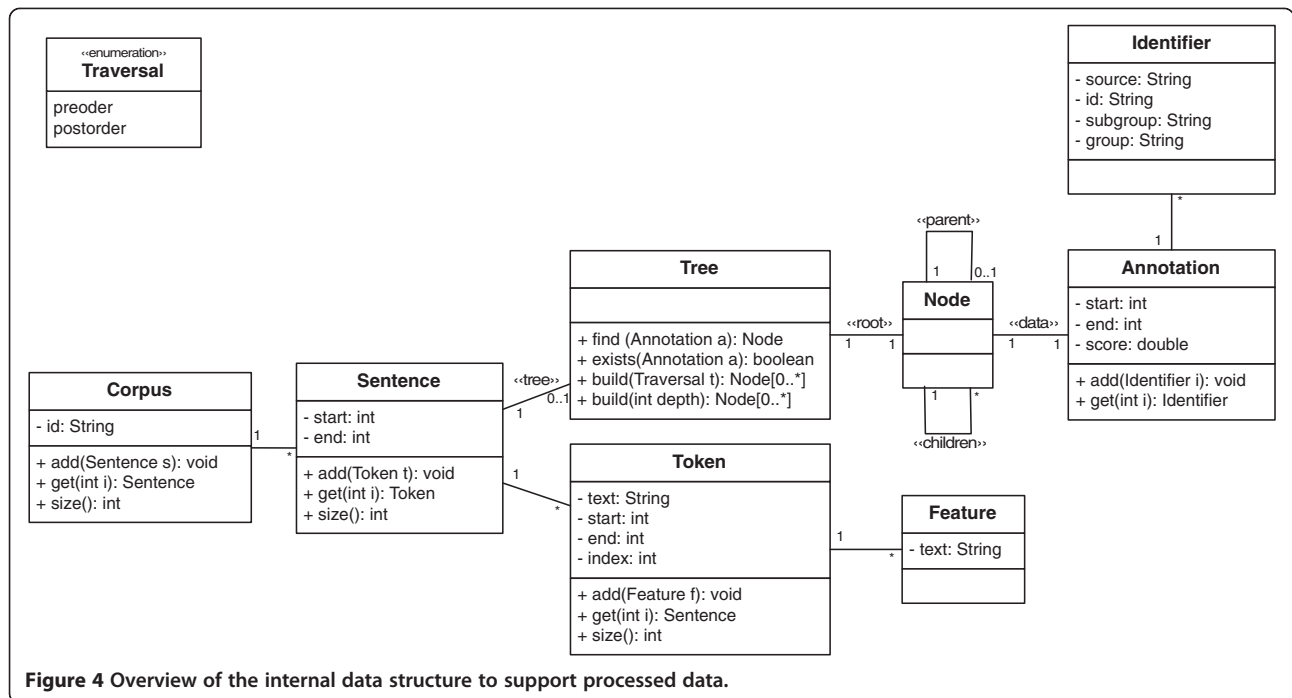 «enumeration»
Traversal
preoder
postorder
Identifier
- source: String
- id: String
- subgroup: String
- group: String
*
1
«parent»
1
0..1
Tree
+ find (Annotation a): Node
+ exists(Annotation a): boolean
+ build(Traversal t): Node[0..*]
+ build(int depth): Node[0..*]
«root»
1
1
Node
1
*
«children»
«data»
1
1
Annotation
- start: int
- end: int
- score: double
+ add(Identifier i): void
+ get(int i): Identifier
Corpus
- id: String
+ add(Sentence s): void
+ get(int i): Sentence
+ size(): int
1
*
Sentence
- start: int
- end: int
+ add(Token t): void
+ get(int i): Token
+ size(): int
«tree»
1
0..1
1
*
Token
- text: String
- start: int
- end: int
- index: int
+ add(Feature f): void
+ get(int i): Sentence
+ size(): int
1
*
Feature
- text: String
Figure 4 Overview of the internal data structure to support processed data.